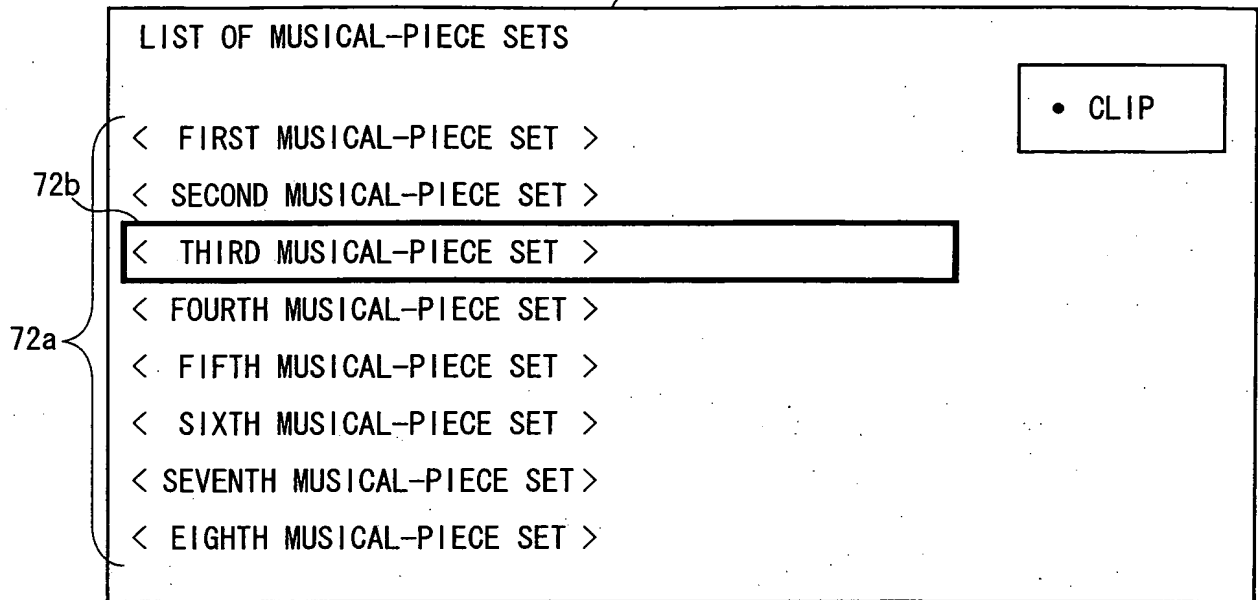 LIST OF MUSICAL-PIECE SETS
• CLIP
< FIRST MUSICAL-PIECE SET >
72b
< SECOND MUSICAL-PIECE SET >
< THIRD MUSICAL-PIECE SET >
< FOURTH MUSICAL-PIECE SET >
72a
< FIFTH MUSICAL-PIECE SET >
< SIXTH MUSICAL-PIECE SET >
< SEVENTH MUSICAL-PIECE SET >
< EIGHTH MUSICAL-PIECE SET >